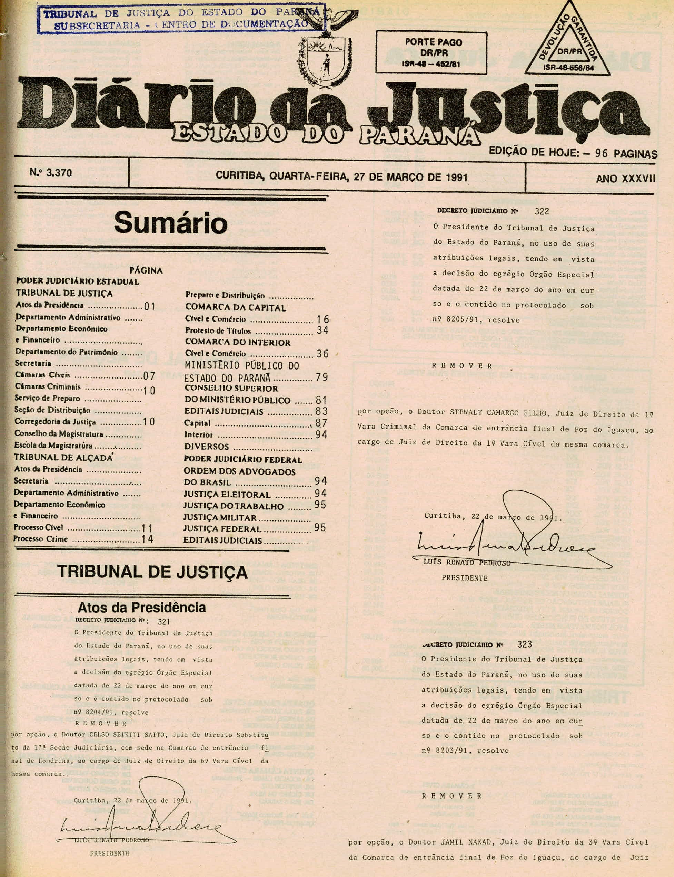 TRIBUNAL DE JUSTIÇA DO ESTADO DO PARANÁ
SUBSECRETARIA - CENTRO DE DOCUMENTAÇÃO
PORTE PAGO
DR/PR
ISR-48 - 452/81
DEVOLUÇÃO GARANTIDA
DR/PR
ISR-48-856/84
Diário da Justiça
ESTADO DO PARANÁ
EDIÇÃO DE HOJE: - 96 PAGINAS
N.º 3.370
CURITIBA, QUARTA-FEIRA, 27 DE MARÇO DE 1991
ANO XXXVII
Sumário
PÁGINA
PODER JUDICIÁRIO ESTADUAL
TRIBUNAL DE JUSTIÇA
Atos da Presidência .................... 01
Departamento Administrativo .......
Departamento Econômico
e Financeiro ............................
Departamento do Patrimônio ........
Secretaria ................................
Câmaras Cíveis ........................ 07
Câmaras Criminais .................... 10
Serviço de Preparo ....................
Seção de Distribuição .................
Corregedoria da Justiça .............. 10
Conselho da Magistratura ...........
Escola da Magistratura ...............
TRIBUNAL DE ALÇADA
Atos da Presidência ...................
Secretaria ................................
Departamento Administrativo ......
Departamento Econômico
e Financeiro ............................
Processo Cível ........................ 11
Processo Crime ....................... 14
Preparo e Distribuição .................
COMARCA DA CAPITAL
Cível e Comércio ..................... 16
Protesto de Títulos ................... 34
COMARCA DO INTERIOR
Cível e Comércio ..................... 36
MINISTÉRIO PÚBLICO DO
ESTADO DO PARANÁ ............. 79
CONSELHO SUPERIOR
DO MINISTÉRIO PÚBLICO ...... 81
EDITAIS JUDICIAIS ................ 83
Capital ................................. 87
Interior ................................. 94
DIVERSOS ............................
PODER JUDICIÁRIO FEDERAL
ORDEM DOS ADVOGADOS
DO BRASIL ........................... 94
JUSTIÇA ELEITORAL ............. 94
JUSTIÇA DO TRABALHO ........ 95
JUSTIÇA MILITAR .................
JUSTIÇA FEDERAL ................ 95
EDITAIS JUDICIAIS ...............
TRIBUNAL DE JUSTIÇA
Atos da Presidência
DECRETO JUDICIÁRIO Nº: 321
O Presidente do Tribunal de Justiça
do Estado do Paraná, no uso de suas
atribuições legais, tendo em vista
a decisão do egrégio Órgão Especial
datada de 22 de março do ano em cur
so e o contido no protocolado sob
nº 8204/91, resolve
R E M O V E R
por opção, o Doutor CELSO SEIKITI SAITO, Juiz de Direito Substitu
to da 17ª Seção Judiciária, com sede na Comarca de entrância fi
nal de Londrina, ao cargo de Juiz de Direito da 6ª Vara Cível da
mesma comarca.
Curitiba, 22 de março de 1991.
LUÍS RENATO PEDROSO
PRESIDENTE
DECRETO JUDICIÁRIO Nº 322
O Presidente do Tribunal de Justiça
do Estado do Paraná, no uso de suas
atribuições legais, tendo em vista
a decisão do egrégio Órgão Especial
datada de 22 de março do ano em cur
so e o contido no protocolado sob
nº 8205/91, resolve
R E M O V E R
por opção, o Doutor CAMARGO Juiz de Direito da 1ª
Vara Criminal da Comarca de entrância final de Foz do Iguaçu, ao
cargo de Juiz de Direito da 1ª Vara Cível da mesma comarca.
Curitiba, 22 de março de 1991.
LUÍS RENATO PEDROSO
PRESIDENTE
DECRETO JUDICIÁRIO Nº 323
O Presidente do Tribunal de Justiça
do Estado do Paraná, no uso de suas
atribuições legais, tendo em vista
a decisão do egrégio Órgão Especial
datada de 22 de março do ano em cur
so e o contido no protocolado sob
nº 8203/91, resolve
R E M O V E R
por opção, o Doutor JAMIL NAKAD, Juiz de Direito da 3ª Vara Cível
da Comarca de entrância final de Foz do Iguaçu, ao cargo de Juiz